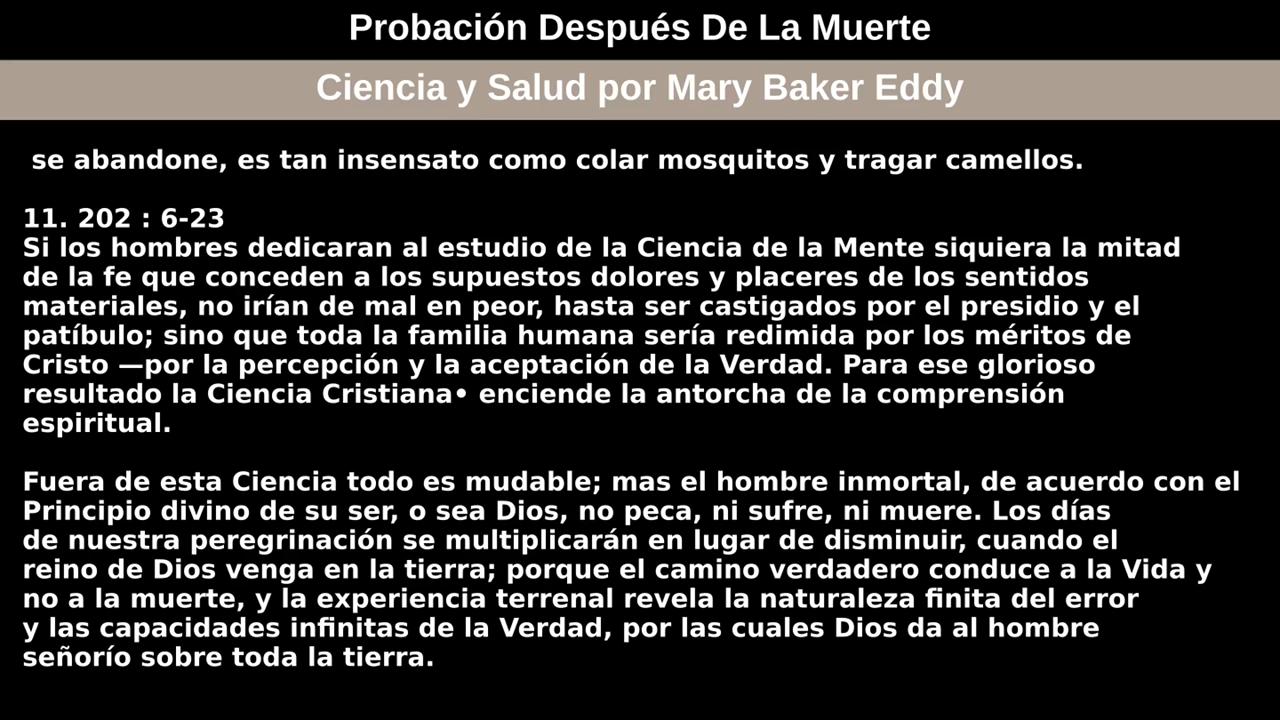 Probación Después De La Muerte
Ciencia y Salud por Mary Baker Eddy
se abandone, es tan insensato como colar mosquitos y tragar camellos.
11. 202 : 6-23
Si los hombres dedicaran al estudio de la Ciencia de la Mente siquiera la mitad
de la fe que conceden a los supuestos dolores y placeres de los sentidos
materiales, no irían de mal en peor, hasta ser castigados por el presidio y el
patíbulo; sino que toda la familia humana sería redimida por los méritos de
Cristo —por la percepción y la aceptación de la Verdad. Para ese glorioso
resultado la Ciencia Cristiana• enciende la antorcha de la comprensión
espiritual.
Fuera de esta Ciencia todo es mudable; mas el hombre inmortal, de acuerdo con el
Principio divino de su ser, o sea Dios, no peca, ni sufre, ni muere. Los días
de nuestra peregrinación se multiplicarán en lugar de disminuir, cuando el
reino de Dios venga en la tierra; porque el camino verdadero conduce a la Vida y
no a la muerte, y la experiencia terrenal revela la naturaleza finita del error
y las capacidades infinitas de la Verdad, por las cuales Dios da al hombre
señorío sobre toda la tierra.